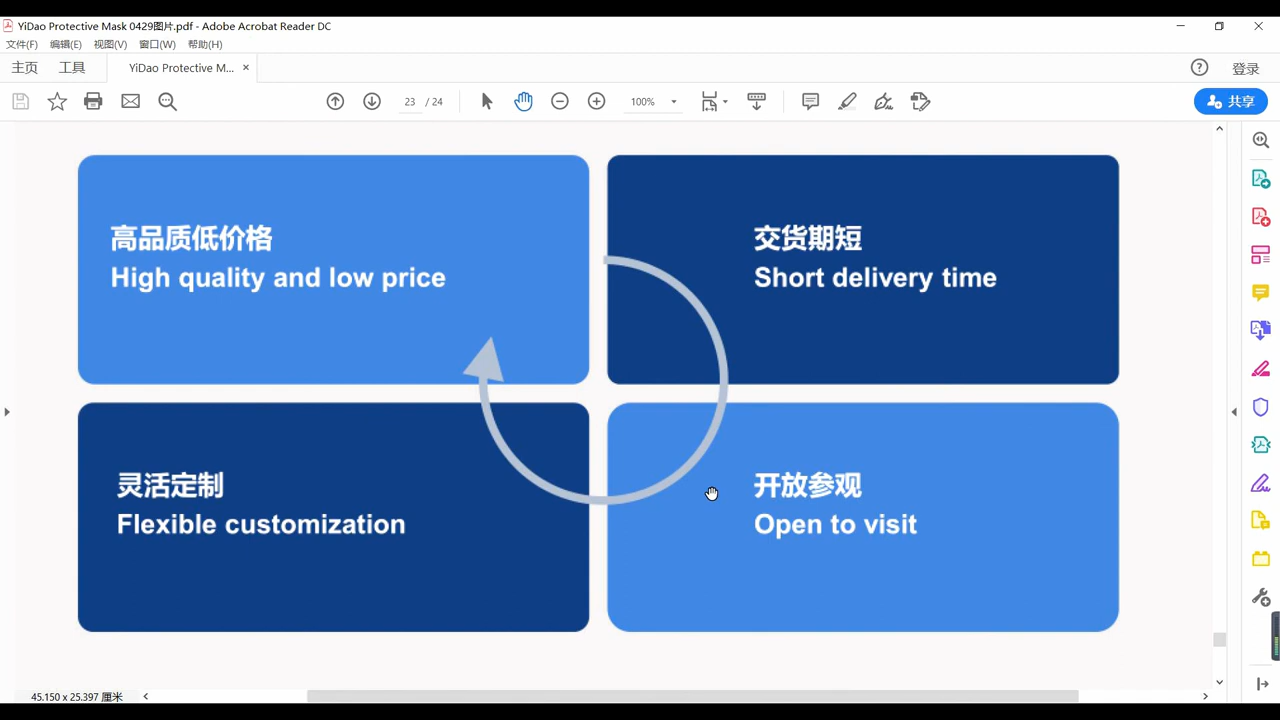 YiDao Protective Mask 0429图片.pdf - Adobe Acrobat Reader DC
文件(F) 编辑(E) 视图(V) 窗口(W) 帮助(H)
主页 工具 YiDao Protective M... × 登录
23 / 24 100% 共享
高品质低价格
High quality and low price
交货期短
Short delivery time
灵活定制
Flexible customization
开放参观
Open to visit
45.150 x 25.397 厘米